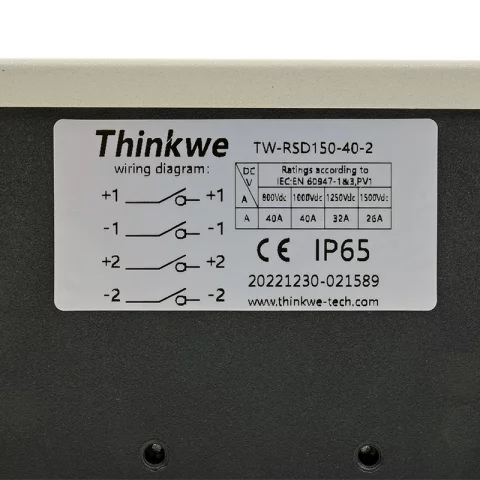 Thinkwe TW-RSD150-40-2
wiring diagram:
DC V A Ratings according to IEC:EN 60947-1&3,PV1
800Vdc 1000Vdc 1250Vdc 1500Vdc
A 40A 40A 32A 26A
+1 +1
-1 -1
+2 +2
-2 -2
CE IP65
20221230-021589
www.thinkwe-tech.com